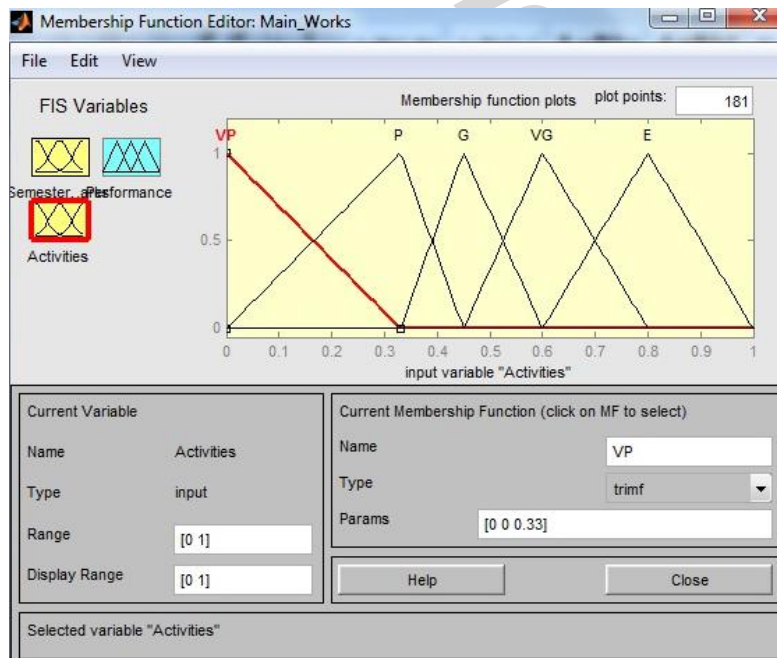 Membership Function Editor: Main_Works
File Edit View
FIS Variables
Membership function plots plot points: 181
VP P G VG E
1
0.5
0
0 0.1 0.2 0.3 0.4 0.5 0.6 0.7 0.8 0.9 1
input variable "Activities"
Performance
Activities
Current Variable
Name Activities
Type input
Range [0 1]
Display Range [0 1]
Current Membership Function (click on MF to select)
Name VP
Type trimf
Params [0 0 0.33]
Help Close
Selected variable "Activities"